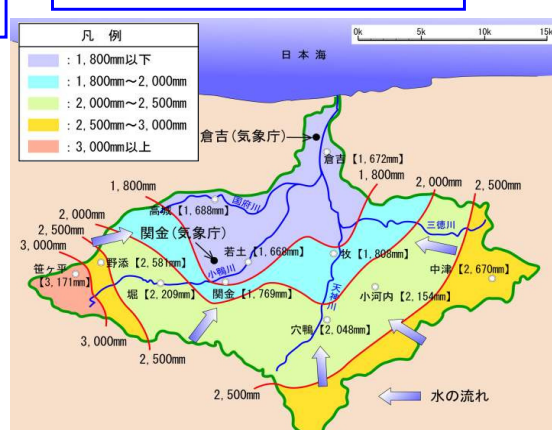 凡 例
:1,800mm以下
:1,800mm～2,000mm
:2,000mm～2,500mm
:2,500mm～3,000mm
:3,000mm以上
日本海
0k
5k
10k
15k
倉吉(気象庁)
倉吉【1,672mm】
1,800mm
1,800mm
2,000mm
2,500mm
高城【1,688mm】
国府川
三徳川
2,000mm
2,500mm
3,000mm
関金(気象庁)
若土【1,668mm】
牧【1,808mm】
笹ヶ平
【3,171mm】
野添【2,581mm】
小鴨川
中津【2,670mm】
堀【2,209mm】
関金【1,769mm】
天神川
小河内【2,154mm】
穴鴨【2,048mm】
3,000mm
2,500mm
2,500mm
水の流れ